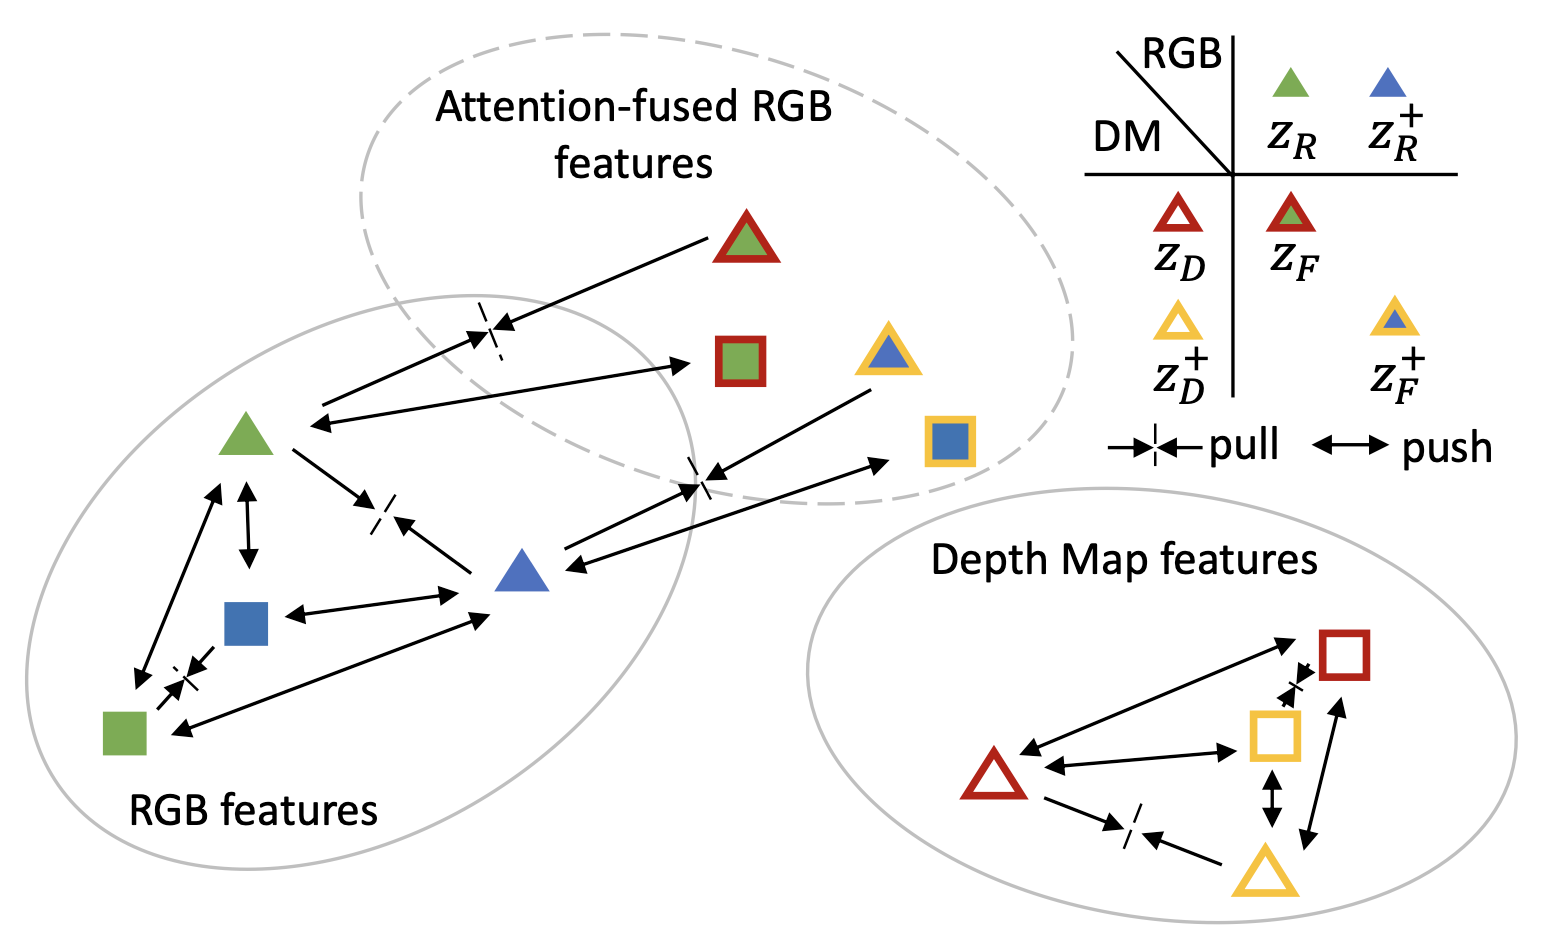 Attention-fused RGB
features
RGB
DM
z_R
z_R^+
z_D
z_F
z_D^+
z_F^+
pull
push
Depth Map features
RGB features